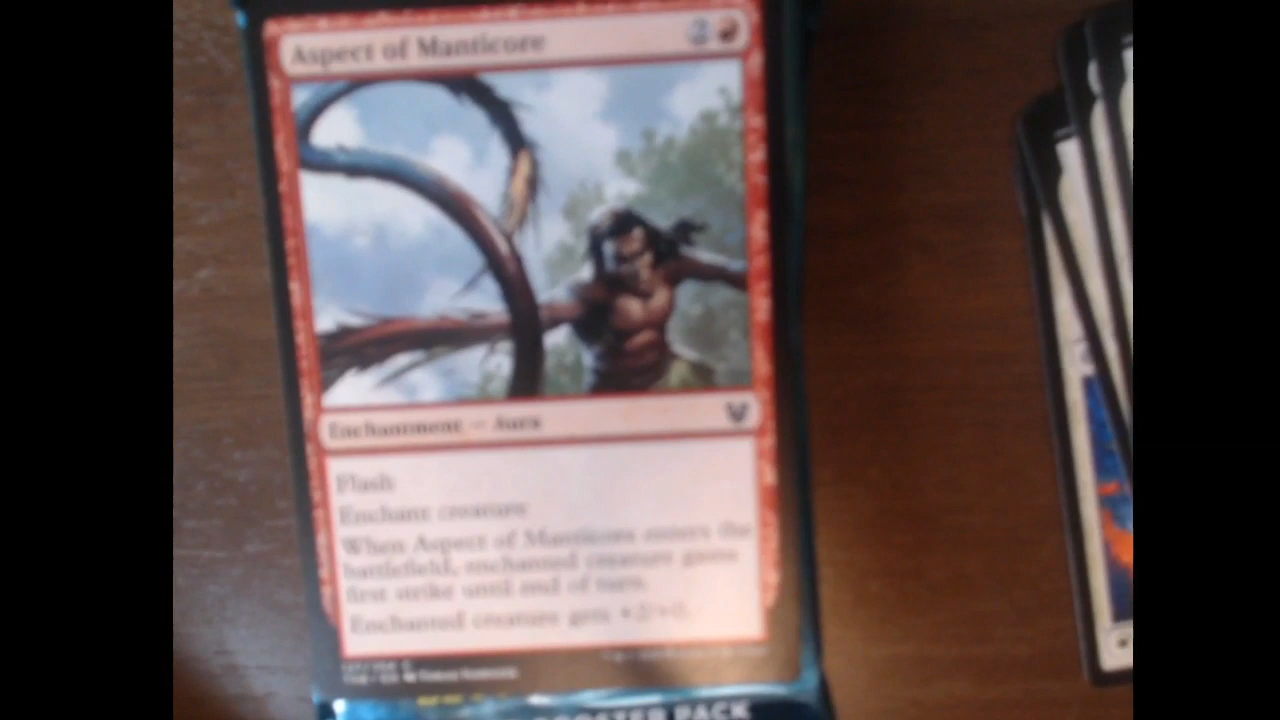 Aspect of Manticore
2
Enchantment — Aura
Flash
Enchant creature
When Aspect of Manticore enters the
battlefield, enchanted creature gains
first strike until end of turn.
Enchanted creature gets +2/+0.
BOOSTER PACK